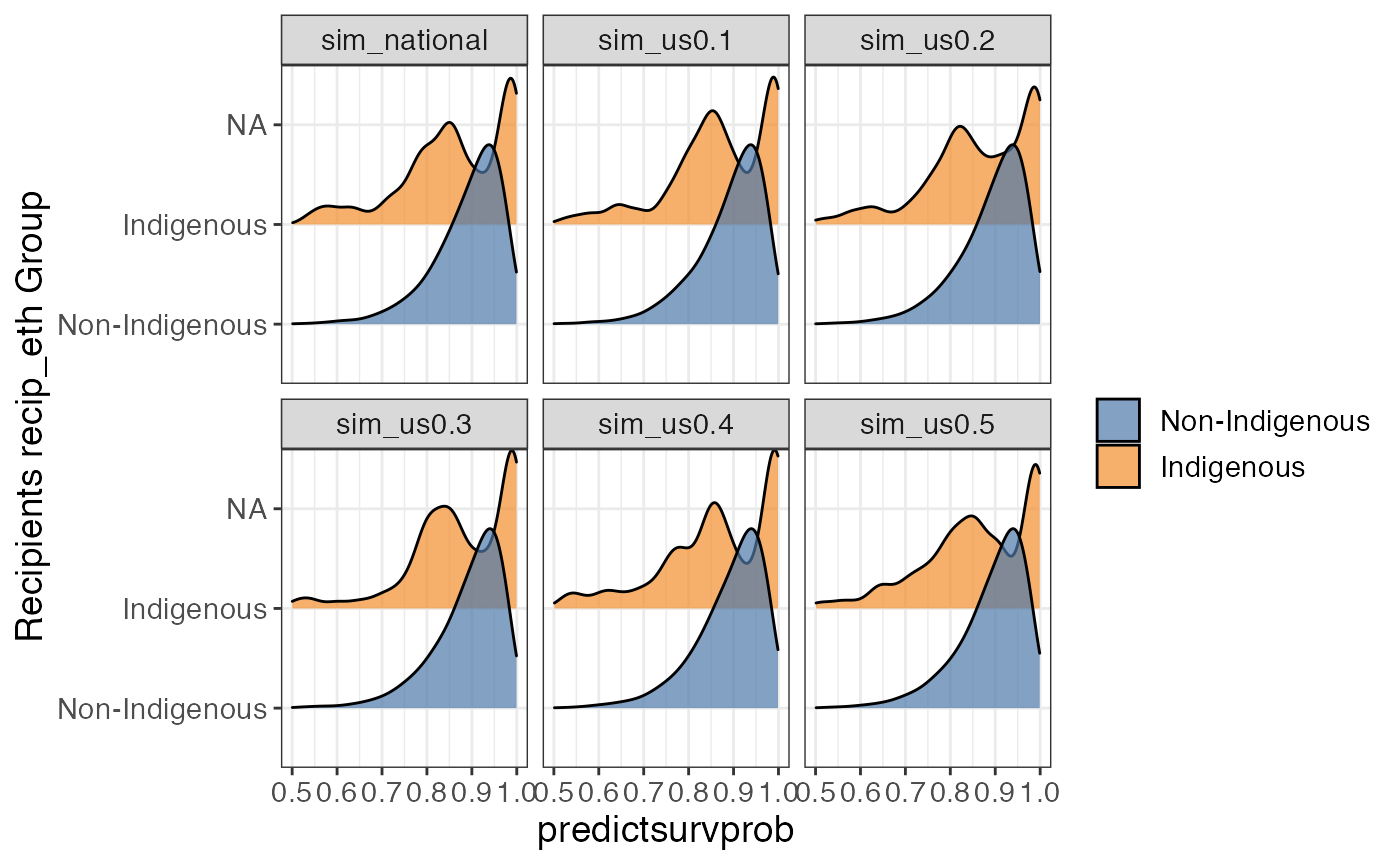 sim_national sim_us0.1 sim_us0.2
NA
Indigenous
Non-Indigenous
sim_us0.3 sim_us0.4 sim_us0.5
NA
Indigenous
Non-Indigenous
0.5 0.6 0.7 0.8 0.9 1.0 0.5 0.6 0.7 0.8 0.9 1.0 0.5 0.6 0.7 0.8 0.9 1.0
predictsurvprob
Recipients recip_eth Group
Non-Indigenous
Indigenous